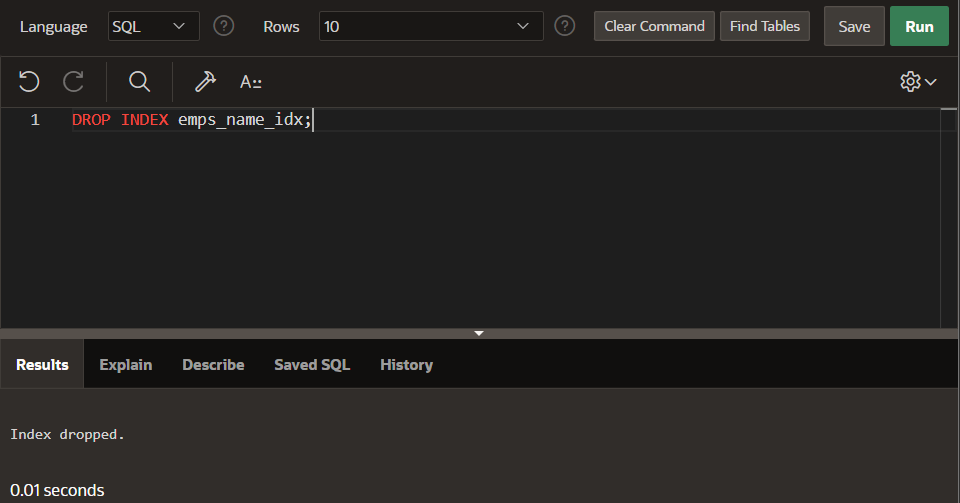 Language SQL ? Rows 10 ? Clear Command Find Tables Save Run
A::
1 DROP INDEX emps_name_idx;
Results Explain Describe Saved SQL History
Index dropped.
0.01 seconds